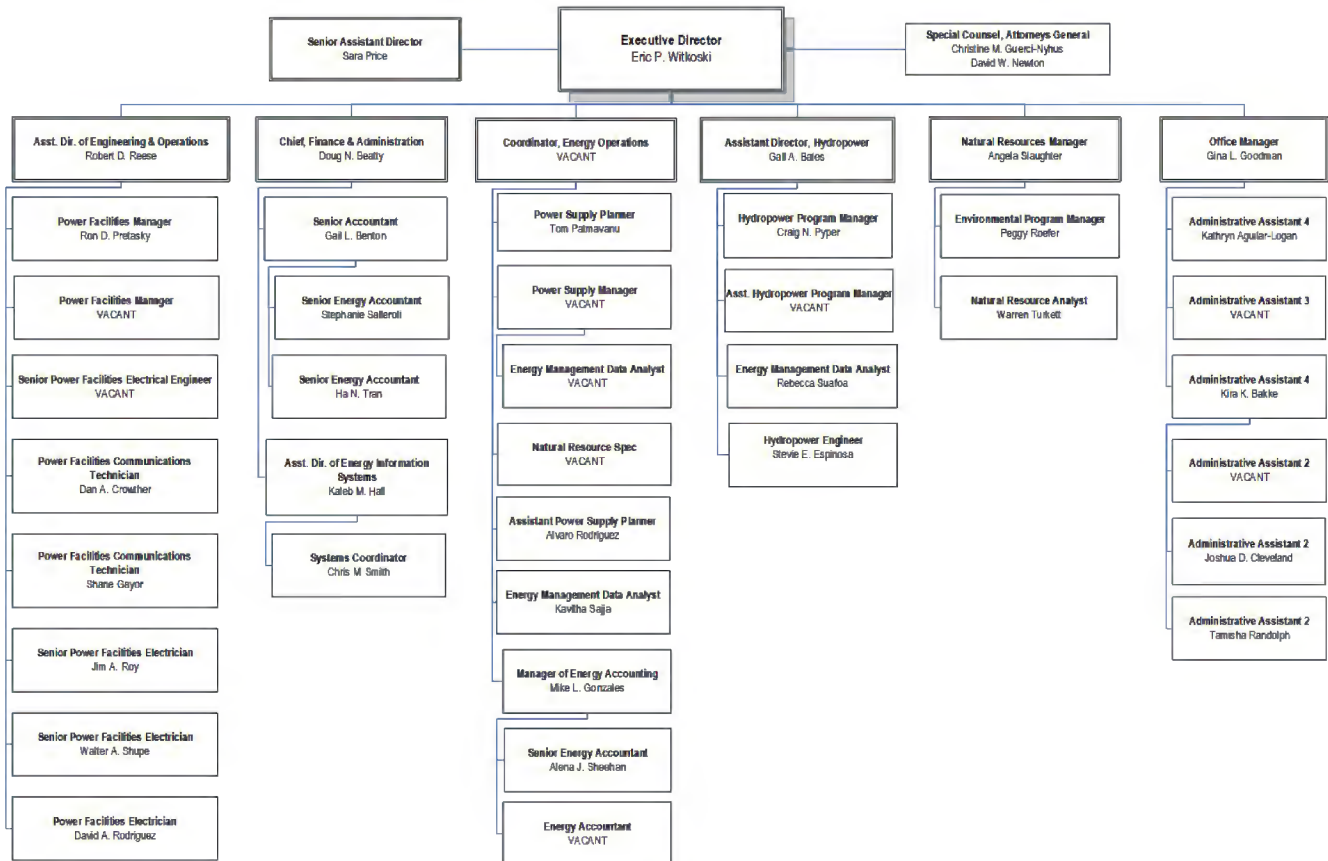 Senior Assistant Director
Sara Price
Executive Director
Eric P. Witkoski
Special Counsel, Attorneys General
Christine M. Guerci-Nyhus
David W. Newton
Asst. Dir. of Engineering & Operations
Robert D. Reese
Power Facilities Manager
Ron D. Pretasky
Power Facilities Manager
VACANT
Senior Power Facilities Electrical Engineer
VACANT
Power Facilities Communications
Technician
Dan A. Crowther
Power Facilities Communications
Technician
Shane Gayor
Senior Power Facilities Electrician
Jim A. Roy
Senior Power Facilities Electrician
Walter A. Shupe
Power Facilities Electrician
David A. Rodriguez
Chief, Finance & Administration
Doug N. Beatty
Senior Accountant
Gail L. Benton
Senior Energy Accountant
Stephanie Salleroli
Senior Energy Accountant
Ha N. Tran
Asst. Dir. of Energy Information
Systems
Kaleb M. Hall
Systems Coordinator
Chris M. Smith
Coordinator, Energy Operations
VACANT
Power Supply Planner
Tom Palmavanu
Power Supply Manager
VACANT
Energy Management Data Analyst
VACANT
Natural Resource Spec
VACANT
Assistant Power Supply Planner
Alvaro Rodriguez
Energy Management Data Analyst
Kavitha Sajja
Manager of Energy Accounting
Mike L. Gonzales
Senior Energy Accountant
Alena J. Sheehan
Energy Accountant
VACANT
Assistant Director, Hydropower
Gail A. Bates
Hydropower Program Manager
Craig N. Pyper
Asst. Hydropower Program Manager
VACANT
Energy Management Data Analyst
Rebecca Suafoa
Hydropower Engineer
Stevie E. Espinosa
Natural Resources Manager
Angela Slaughter
Environmental Program Manager
Peggy Roefer
Natural Resource Analyst
Warren Turkett
Office Manager
Gina L. Goodman
Administrative Assistant 4
Kathryn Aguilar-Logan
Administrative Assistant 3
VACANT
Administrative Assistant 4
Kira K. Bakke
Administrative Assistant 2
VACANT
Administrative Assistant 2
Joshua D. Cleveland
Administrative Assistant 2
Tamisha Randolph